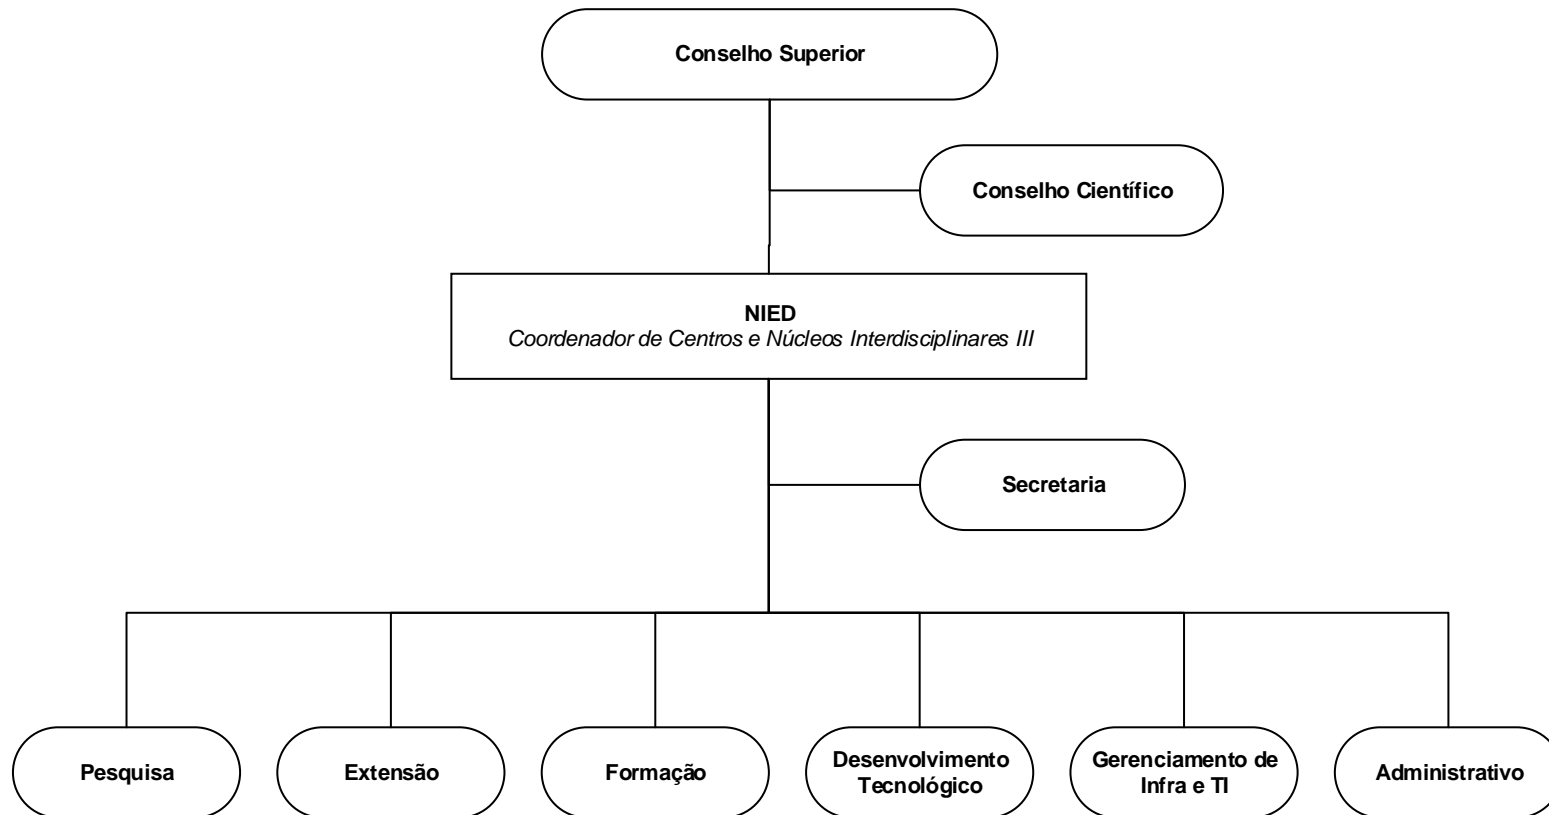 Conselho Superior
Conselho Científico
NIED
Coordenador de Centros e Núcleos Interdisciplinares III
Secretaria
Pesquisa
Extensão
Formação
Desenvolvimento
Tecnológico
Gerenciamento de
Infra e TI
Administrativo